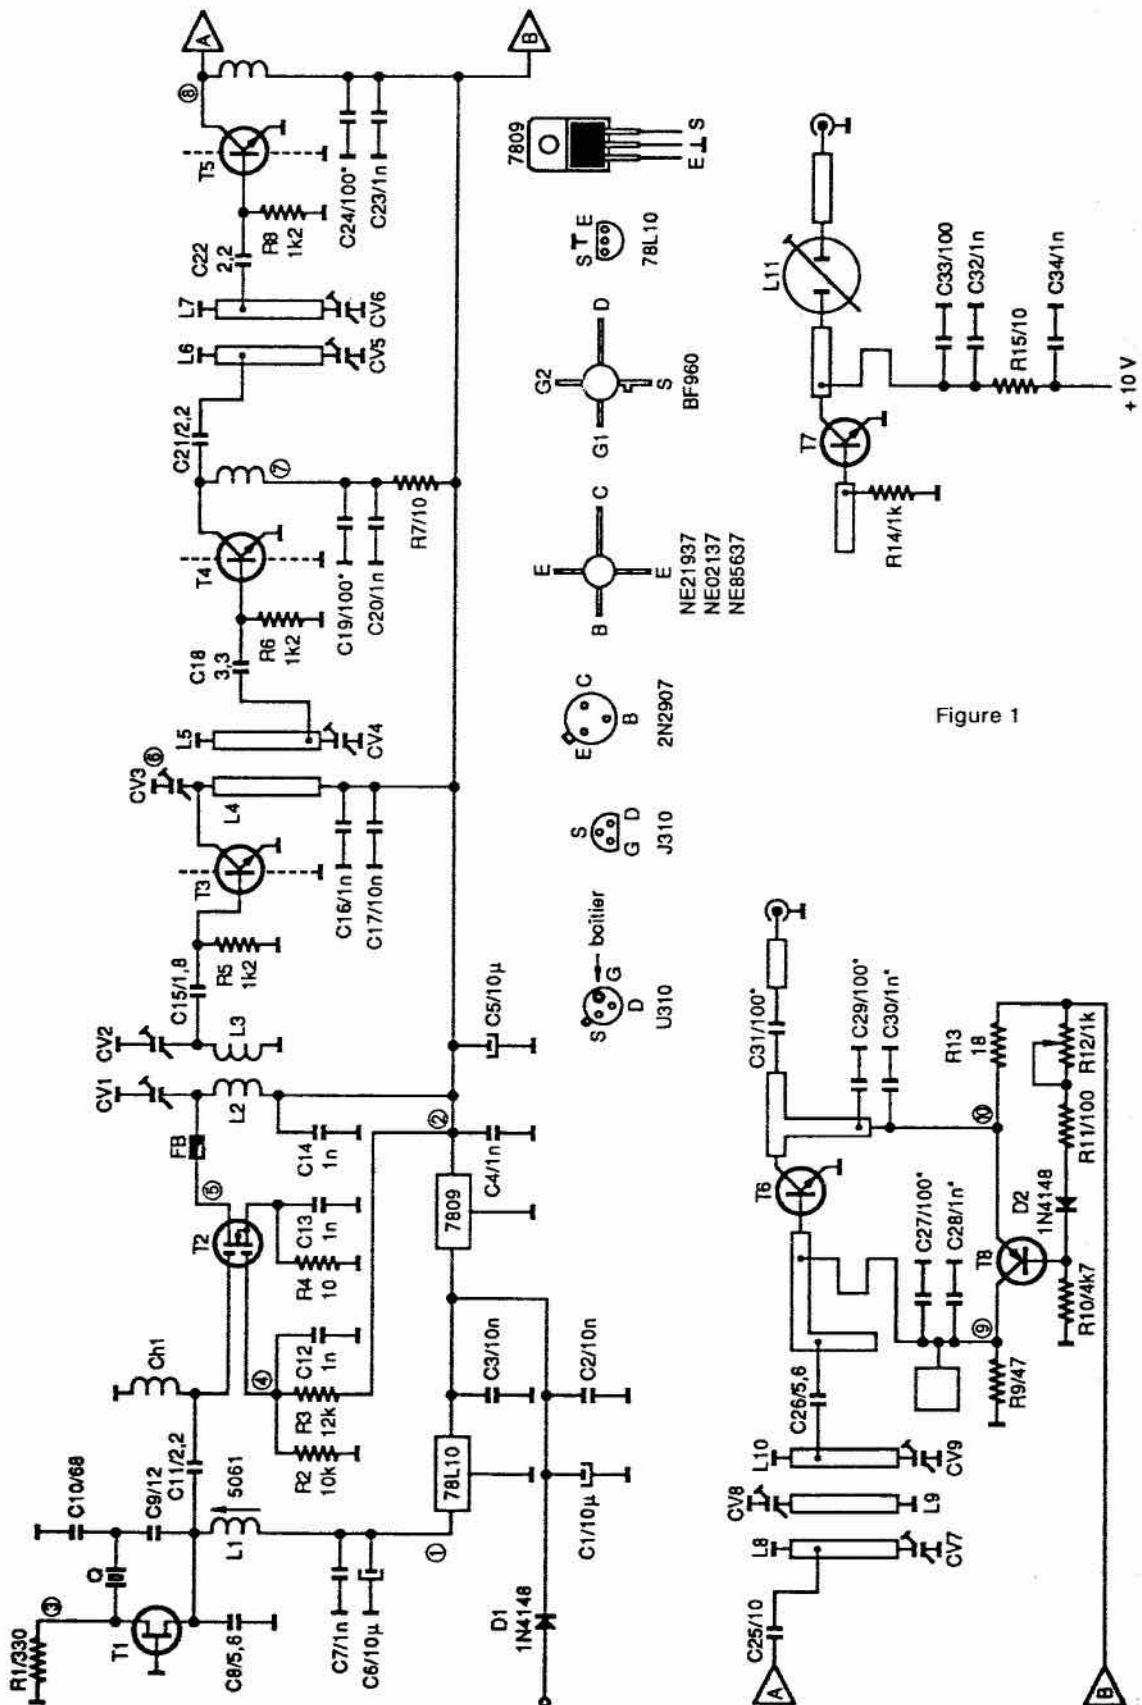 R1/330
③
T1
C8/5,6
Q
C10/68
C9/12
C11/2,2
5061
L1
C7/1n
C6/10µ
①
78L10
D1
1N4148
C1/10µ
C2/10n
C3/10n
Ch1
④
R2
10k
R3
12k
C12
1n
R4
10
C13
1n
C14
1n
T2
⑤
FB
CV1
L2
②
7809
C4/1n
C5/10µ
CV2
L3
C15/1,8
R5
1k2
T3
CV3
⑥
L4
C16/1n
C17/10n
L5
CV4
C18
3,3
R6
1k2
T4
C19/100*
C20/1n
R7/10
⑦
C21/2,2
L6
CV5
L7
CV6
C22
2,2
R8
1k2
T5
C24/100*
C23/1n
⑧
A
B
S
boîtier
G
D
U310
S
G
D
J310
E
C
B
2N2907
E
B
C
E
NE21937
NE02137
NE85637
G2
G1
D
S
BF960
S
E
78L10
7809
E
S
A
C25/10
L8
CV7
CV8
L9
L10
CV9
C26/5,6
T6
C31/100*
C29/100*
C30/1n*
C27/100*
C28/1n*
⑨
⑩
R9/47
R10/4k7
T8
D2
1N4148
R11/100
R12/1k
R13
18
B
T7
R14/1k
L11
C33/100
C32/1n
R15/10
C34/1n
+ 10 V
Figure 1